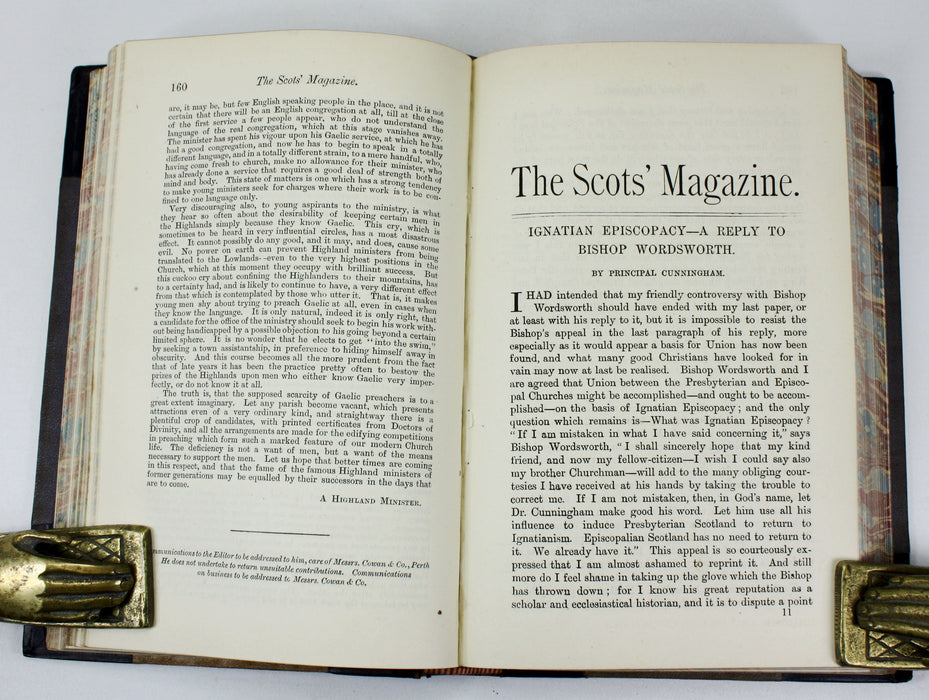 160
The Scots' Magazine.
are, it may be, but few English speaking people in the place, and it is not
certain that there will be an English congregation at all, till at the close
of the first service a few people appear, who do not understand the
language of the real congregation, which at this stage vanishes away.
The minister has spent his vigour upon his Gaelic service, at which he has
had a good congregation, and now he has to begin to speak in a totally
different language, and in a totally different strain, to a mere handful, who,
having come fresh to church, make no allowance for their minister, who
has already done a service that requires a good deal of strength both of
mind and body. This state of matters is one which has a strong tendency
to make young ministers seek for charges where their work is to be con-
fined to one language only.
Very discouraging also, to young aspirants to the ministry, is what
they hear so often about the desirability of keeping certain men in
the Highlands simply because they know Gaelic. This cry, which is
sometimes to be heard in very influential circles, has a most disastrous
effect. It cannot possibly do any good, and it may, and does, cause some
evil. No power on earth can prevent Highland ministers from being
translated to the Lowlands--even to the very highest positions in the
Church, which at this moment they occupy with brilliant success. But
this cuckoo cry about confining the Highlanders to their mountains, has
to a certainty had, and is likely to continue to have, a very different effect
from that which is contemplated by those who utter it. That is, it makes
young men shy about trying to preach Gaelic at all, even in cases when
they know the language. It is only natural, indeed it is only right, that
a candidate for the office of the ministry should seek to begin his work with-
out being handicapped by a possible objection to his going beyond a certain
limited sphere. It is no wonder that he elects to get "into the swim,"
by seeking a town assistantship, in preference to hiding himself away in
obscurity. And this course becomes all the more prudent from the fact
that of late years it has been the practice pretty often to bestow the
prizes of the Highlands upon men who either know Gaelic very imper-
fectly, or do not know it at all.
The truth is, that the supposed scarcity of Gaelic preachers is to a
great extent imaginary. Let any parish become vacant, which presents
attractions even of a very ordinary kind, and straightway there is a
plentiful crop of candidates, with printed certificates from Doctors of
Divinity, and all the arrangements are made for the edifying competitions
in preaching which form such a marked feature of our modern Church
life. The deficiency is not a want of men, but a want of the means
necessary to support the men. Let us hope that better times are coming
in this respect, and that the fame of the famous Highland ministers of
former generations may be equalled by their successors in the days that
are to come.
A Highland Minister.
mmunications to the Editor to be addressed to him, care of Messrs. Cowan & Co., Perth
He does not undertake to return unsuitable contributions. Communications
on business to be addressed to Messrs. Cowan & Co.
The Scots' Magazine.
IGNATIAN EPISCOPACY—A REPLY TO
BISHOP WORDSWORTH.
BY PRINCIPAL CUNNINGHAM.
I HAD intended that my friendly controversy with Bishop
Wordsworth should have ended with my last paper, or
at least with his reply to it, but it is impossible to resist the
Bishop's appeal in the last paragraph of his reply, more
especially as it would appear a basis for Union has now been
found, and what many good Christians have looked for in
vain may now at last be realised. Bishop Wordsworth and I
are agreed that Union between the Presbyterian and Episco-
pal Churches might be accomplished—and ought to be accom-
plished—on the basis of Ignatian Episcopacy; and the only
question which remains is—What was Ignatian Episcopacy?
"If I am mistaken in what I have said concerning it," says
Bishop Wordsworth, "I shall sincerely hope that my kind
friend, and now my fellow-citizen—I wish I could say also
my brother Churchman—will add to the many obliging cour-
tesies I have received at his hands by taking the trouble to
correct me. If I am not mistaken, then, in God's name, let
Dr. Cunningham make good his word. Let him use all his
influence to induce Presbyterian Scotland to return to
Ignatianism. Episcopalian Scotland has no need to return to
it. We already have it." This appeal is so courteously ex-
pressed that I am almost ashamed to reprint it. And still
more do I feel shame in taking up the glove which the Bishop
has thrown down; for I know his great reputation as a
scholar and ecclesiastical historian, and it is to dispute a point
11